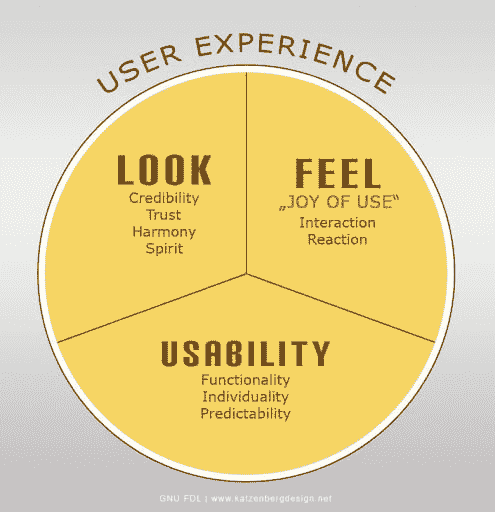 USER EXPERIENCE
LOOK
Credibility
Trust
Harmony
Spirit
FEEL
„JOY OF USE“
Interaction
Reaction
USABILITY
Functionality
Individuality
Predictability
GNU FDL | www.katzenbergdesign.net